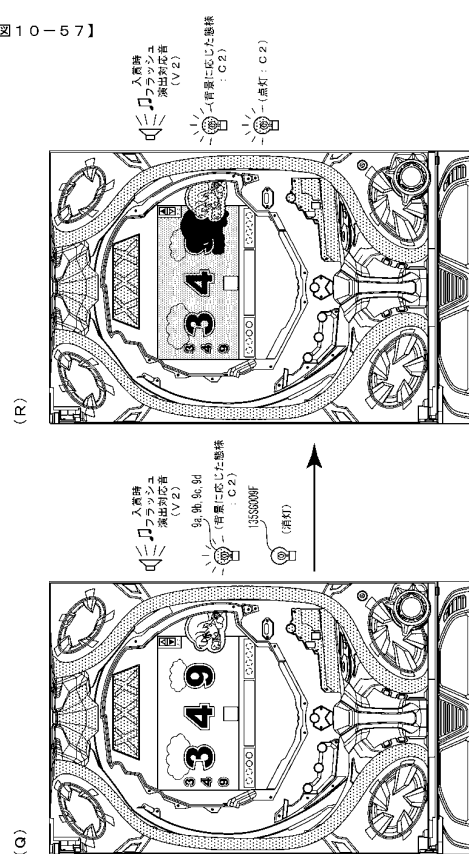 図10-57】
(Q)
入賞時
フラッシュ
演出対応音
(V2)
9a,9b,9c,9d
(背景に応じた態様
:C2)
135SG009F
(消灯)
3 4 9
3 4 9
(R)
入賞時
フラッシュ
演出対応音
(V2)
(背景に応じた態様
:C2)
(点灯:C2)
3 4
3 4 9